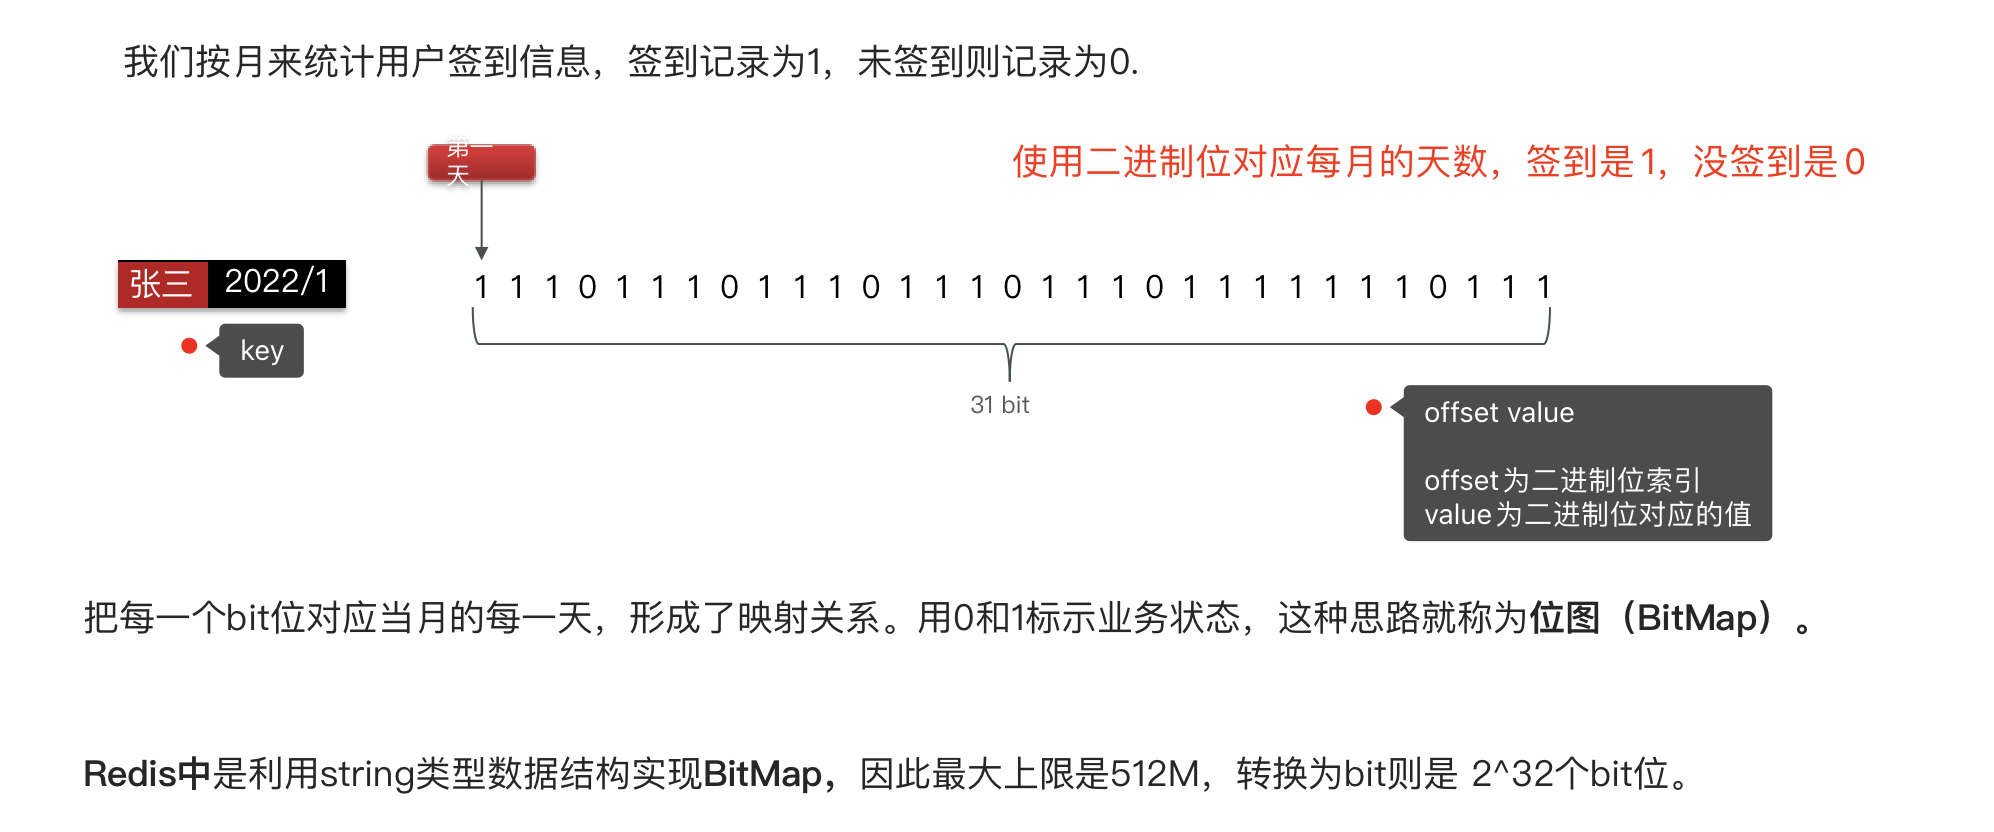 我们按月来统计用户签到信息，签到记录为1，未签到则记录为0.
第一
天
使用二进制位对应每月的天数，签到是1，没签到是0
张三 2022/1
1 1 1 0 1 1 1 0 1 1 1 0 1 1 1 0 1 1 1 0 1 1 1 1 1 1 1 0 1 1 1
key
31 bit
offset value
offset为二进制位索引
value为二进制位对应的值
把每一个bit位对应当月的每一天，形成了映射关系。用0和1标示业务状态，这种思路就称为位图（BitMap）。
Redis中是利用string类型数据结构实现BitMap，因此最大上限是512M，转换为bit则是 2^32个bit位。